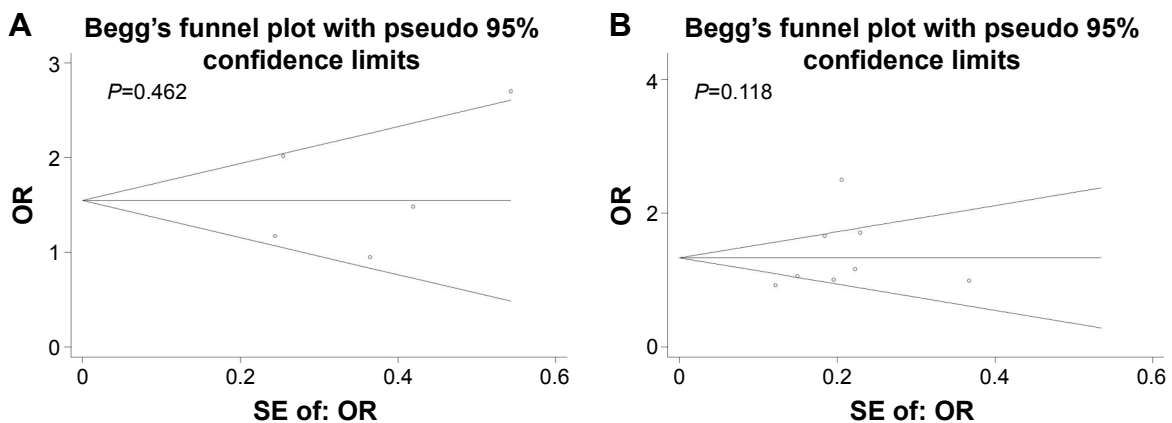 A
Begg's funnel plot with pseudo 95%
confidence limits
P=0.462
3
2
1
0
OR
0
0.2
0.4
0.6
SE of: OR
B
Begg's funnel plot with pseudo 95%
confidence limits
P=0.118
4
2
0
OR
0
0.2
0.4
0.6
SE of: OR